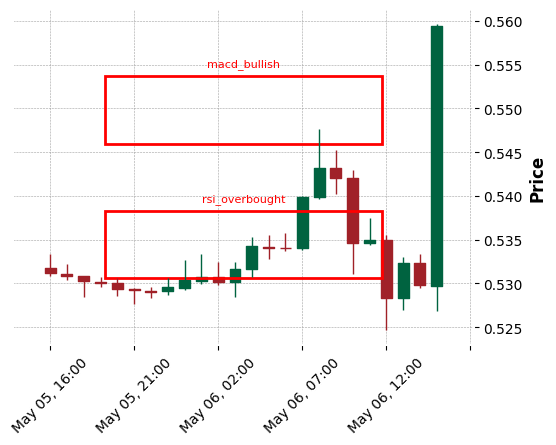 macd_bullish
rsi_overbought
0.560
0.555
0.550
0.545
0.540
0.535
0.530
0.525
Price
May 05, 16:00
May 05, 21:00
May 06, 02:00
May 06, 07:00
May 06, 12:00